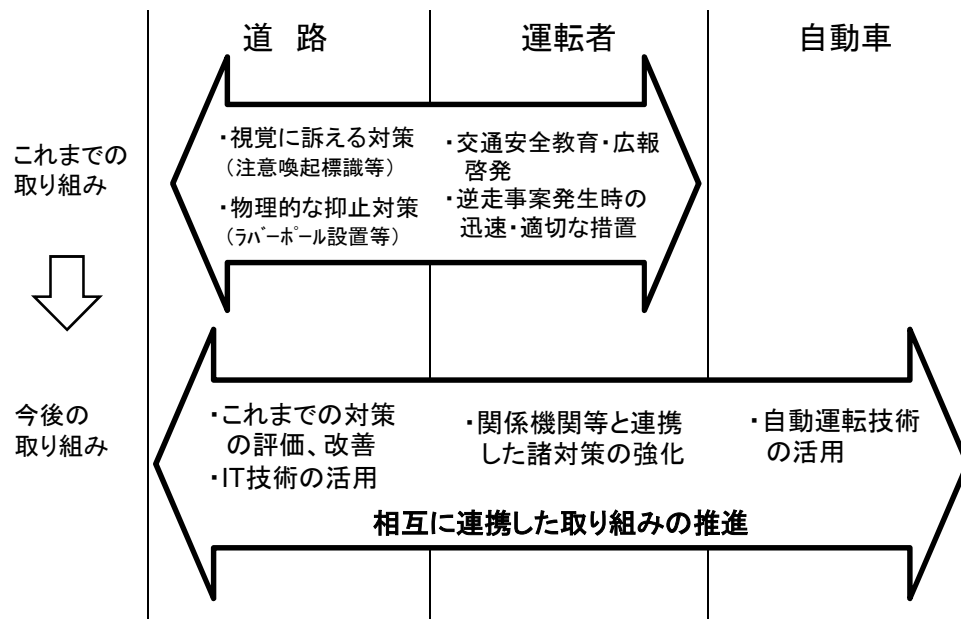 道 路
運転者
自動車
これまでの
取り組み
・視覚に訴える対策
（注意喚起標識等）
・物理的な抑止対策
（ﾗﾊﾞｰﾎﾟｰﾙ設置等）
・交通安全教育・広報
啓発
・逆走事案発生時の
迅速・適切な措置
今後の
取り組み
・これまでの対策
の評価、改善
・IT技術の活用
・関係機関等と連携
した諸対策の強化
・自動運転技術
の活用
相互に連携した取り組みの推進